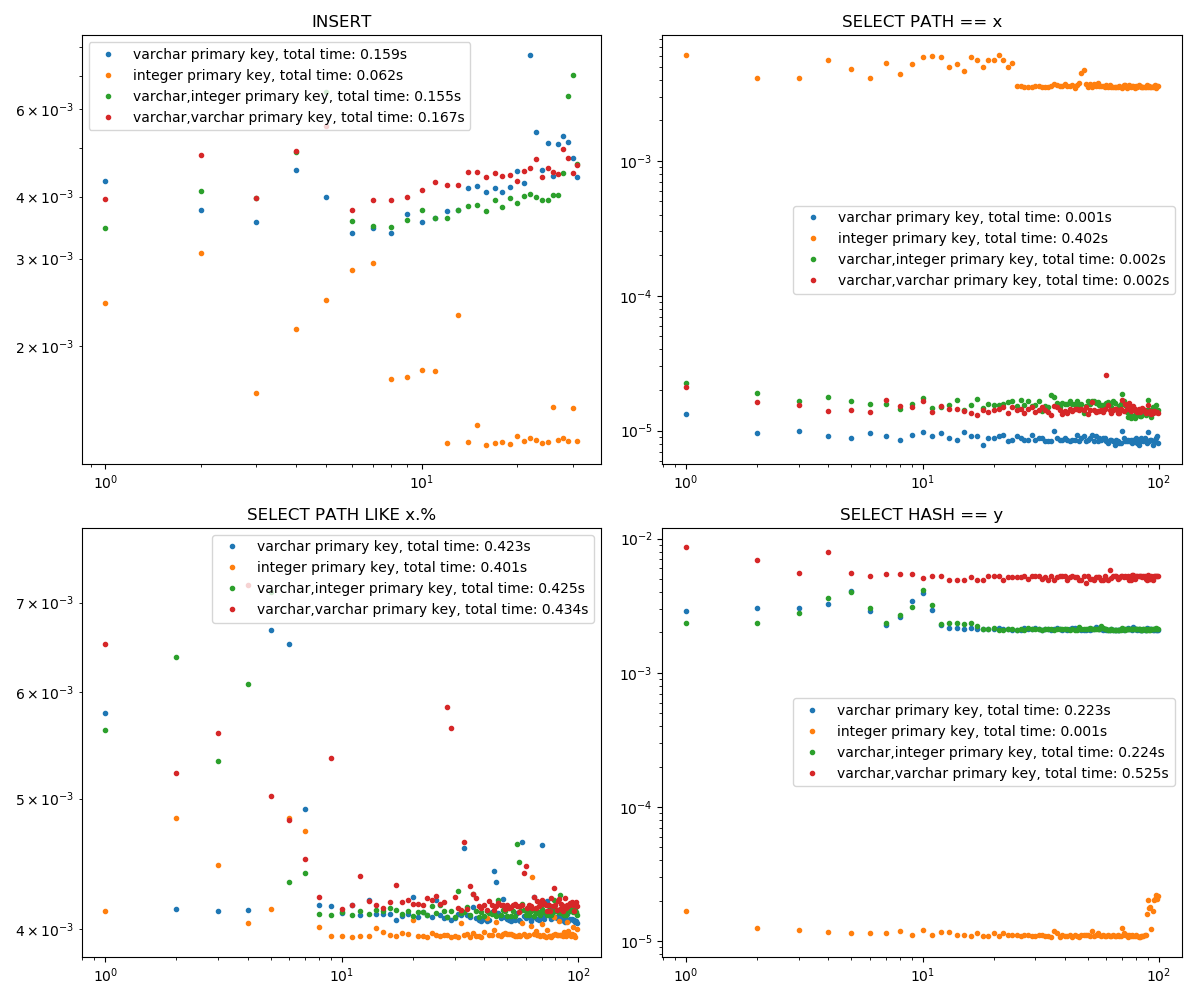 INSERT
varchar primary key, total time: 0.159s
integer primary key, total time: 0.062s
varchar,integer primary key, total time: 0.155s
varchar,varchar primary key, total time: 0.167s
6 × 10⁻³
4 × 10⁻³
3 × 10⁻³
2 × 10⁻³
10⁰
10¹
SELECT PATH == x
10⁻³
10⁻⁴
10⁻⁵
varchar primary key, total time: 0.001s
integer primary key, total time: 0.402s
varchar,integer primary key, total time: 0.002s
varchar,varchar primary key, total time: 0.002s
10⁰
10¹
10²
SELECT PATH LIKE x.%
varchar primary key, total time: 0.423s
integer primary key, total time: 0.401s
varchar,integer primary key, total time: 0.425s
varchar,varchar primary key, total time: 0.434s
7 × 10⁻³
6 × 10⁻³
5 × 10⁻³
4 × 10⁻³
10⁰
10¹
10²
SELECT HASH == y
10⁻²
10⁻³
10⁻⁴
10⁻⁵
varchar primary key, total time: 0.223s
integer primary key, total time: 0.001s
varchar,integer primary key, total time: 0.224s
varchar,varchar primary key, total time: 0.525s
10⁰
10¹
10²